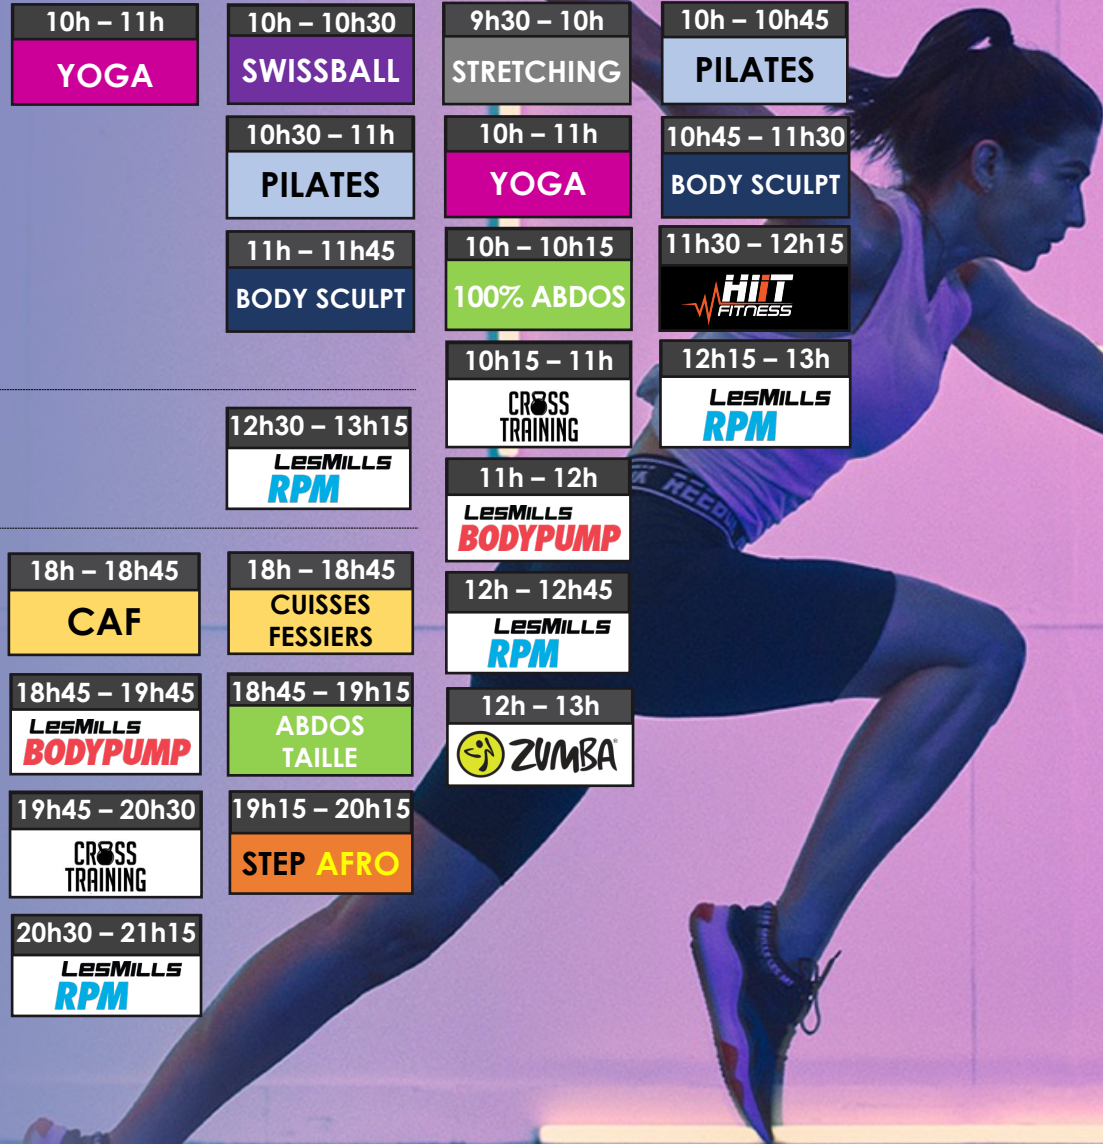 10h – 11h
YOGA
18h – 18h45
CAF
18h45 – 19h45
LesMILLS
BODYPUMP
19h45 – 20h30
CROSS
TRAINING
20h30 – 21h15
LesMILLS
RPM
10h – 10h30
SWISSBALL
10h30 – 11h
PILATES
11h – 11h45
BODY SCULPT
12h30 – 13h15
LesMILLS
RPM
18h – 18h45
CUISSES
FESSIERS
18h45 – 19h15
ABDOS
TAILLE
19h15 – 20h15
STEP AFRO
9h30 – 10h
STRETCHING
10h – 11h
YOGA
10h – 10h15
100% ABDOS
10h15 – 11h
CROSS
TRAINING
11h – 12h
LesMILLS
BODYPUMP
12h – 12h45
LesMILLS
RPM
12h – 13h
ZUMBA
10h – 10h45
PILATES
10h45 – 11h30
BODY SCULPT
11h30 – 12h15
HiiT
FITNESS
12h15 – 13h
LesMILLS
RPM